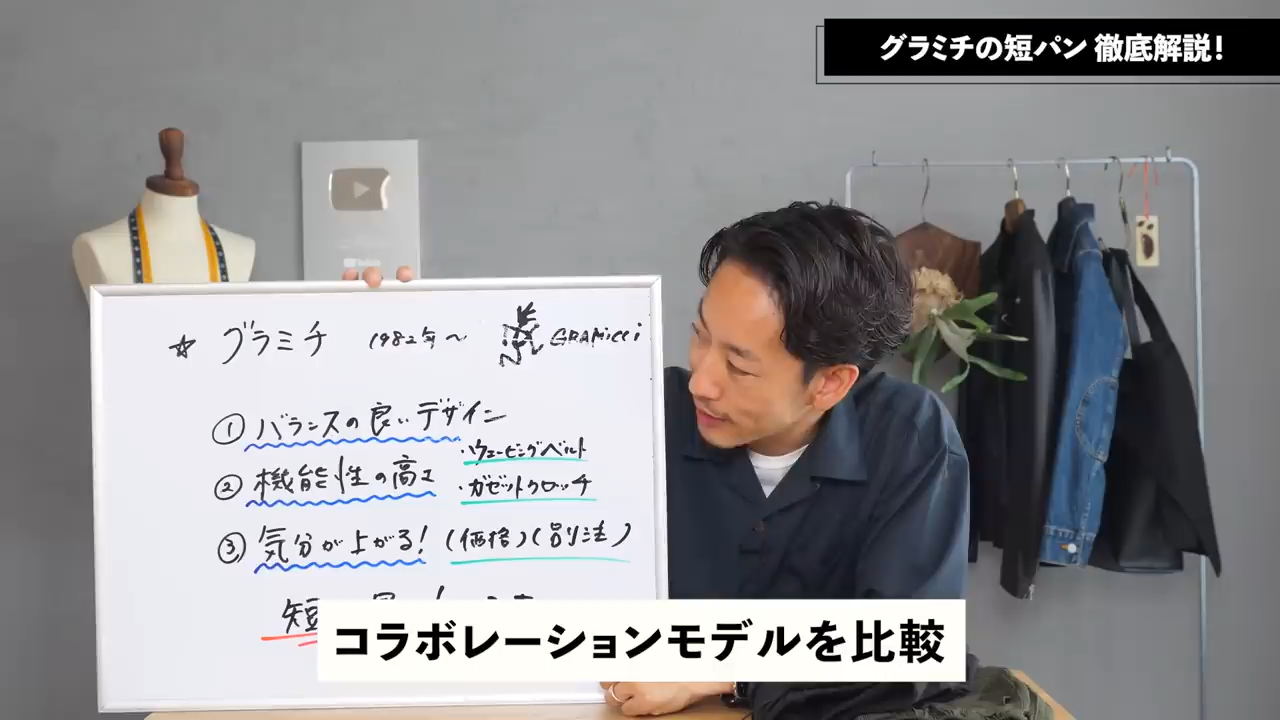 グラミチの短パン 徹底解説!
☆ グラミチ 1982年〜 GRAMICCI
① バランスの良いデザイン
・ウェービングベルト
② 機能性の高さ
・ガゼットクロッチ
③ 気分が上がる! (価格)(別注)
短
コラボレーションモデルを比較